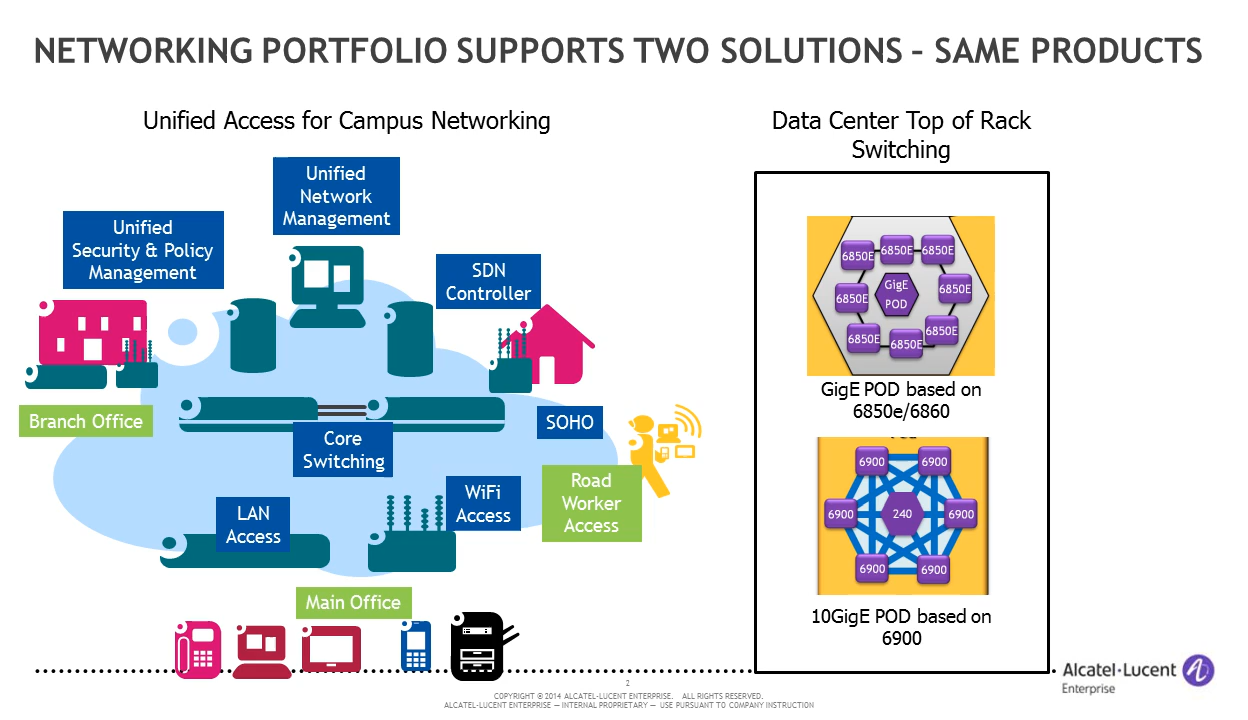 NETWORKING PORTFOLIO SUPPORTS TWO SOLUTIONS – SAME PRODUCTS
Unified Access for Campus Networking
Unified
Network
Management
Unified
Security & Policy
Management
SDN
Controller
Branch Office
Core
Switching
SOHO
LAN
Access
WiFi
Access
Road
Worker
Access
Main Office
Data Center Top of Rack
Switching
6850E
6850E
6850E
6850E
GigE
POD
6850E
6850E
6850E
6850E
GigE POD based on
6850e/6860
6900
6900
6900
240
6900
6900
6900
10GigE POD based on
6900
Alcatel·Lucent
Enterprise
2
COPYRIGHT © 2014 ALCATEL-LUCENT ENTERPRISE. ALL RIGHTS RESERVED.
ALCATEL-LUCENT ENTERPRISE — INTERNAL PROPRIETARY — USE PURSUANT TO COMPANY INSTRUCTION